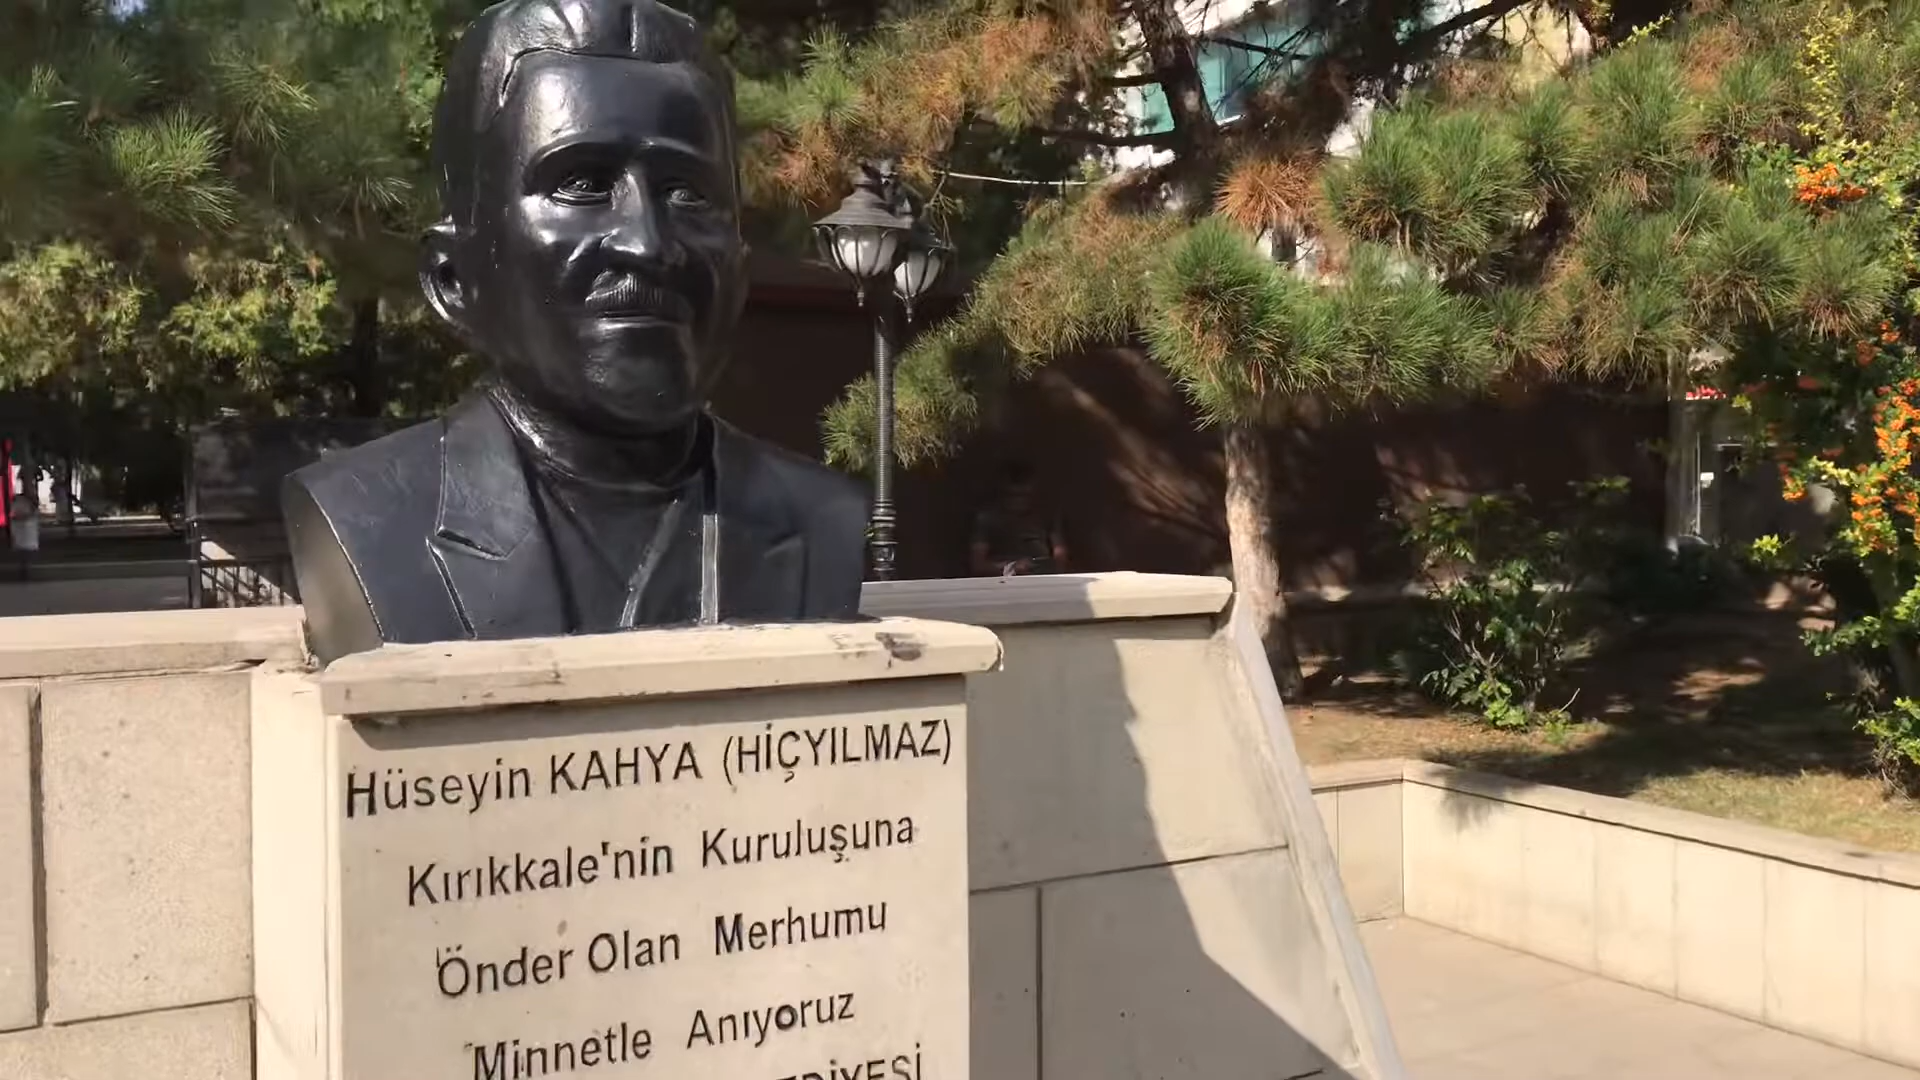 Hüseyin KAHYA (HİÇYILMAZ)
Kırıkkale'nin Kuruluşuna
Önder Olan Merhumu
Minnetle Anıyoruz